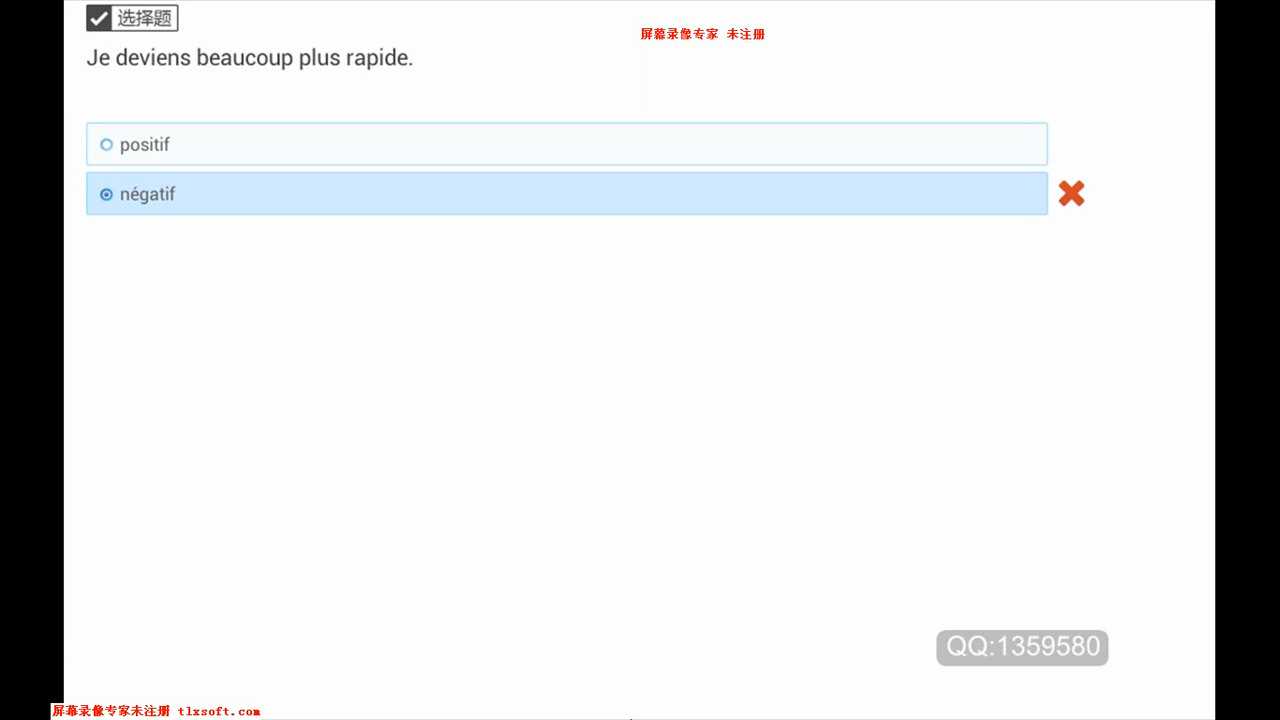 选择题
屏幕录像专家 未注册
Je deviens beaucoup plus rapide.
positif
négatif
QQ:1359580
屏幕录像专家未注册 tlxsoft.com